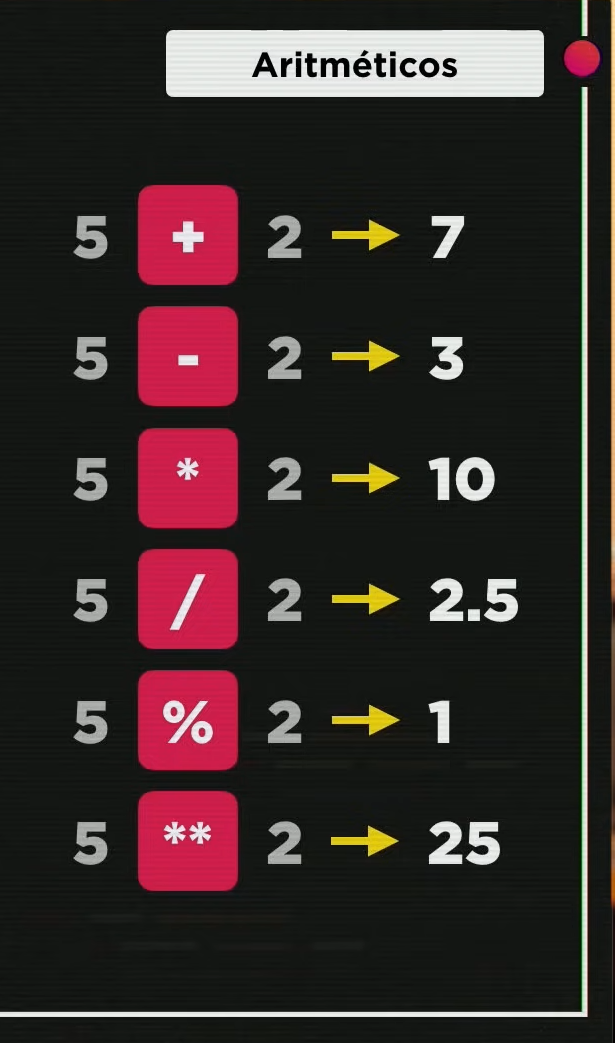 Aritméticos
5 + 2 → 7
5 - 2 → 3
5 * 2 → 10
5 / 2 → 2.5
5 % 2 → 1
5 ** 2 → 25